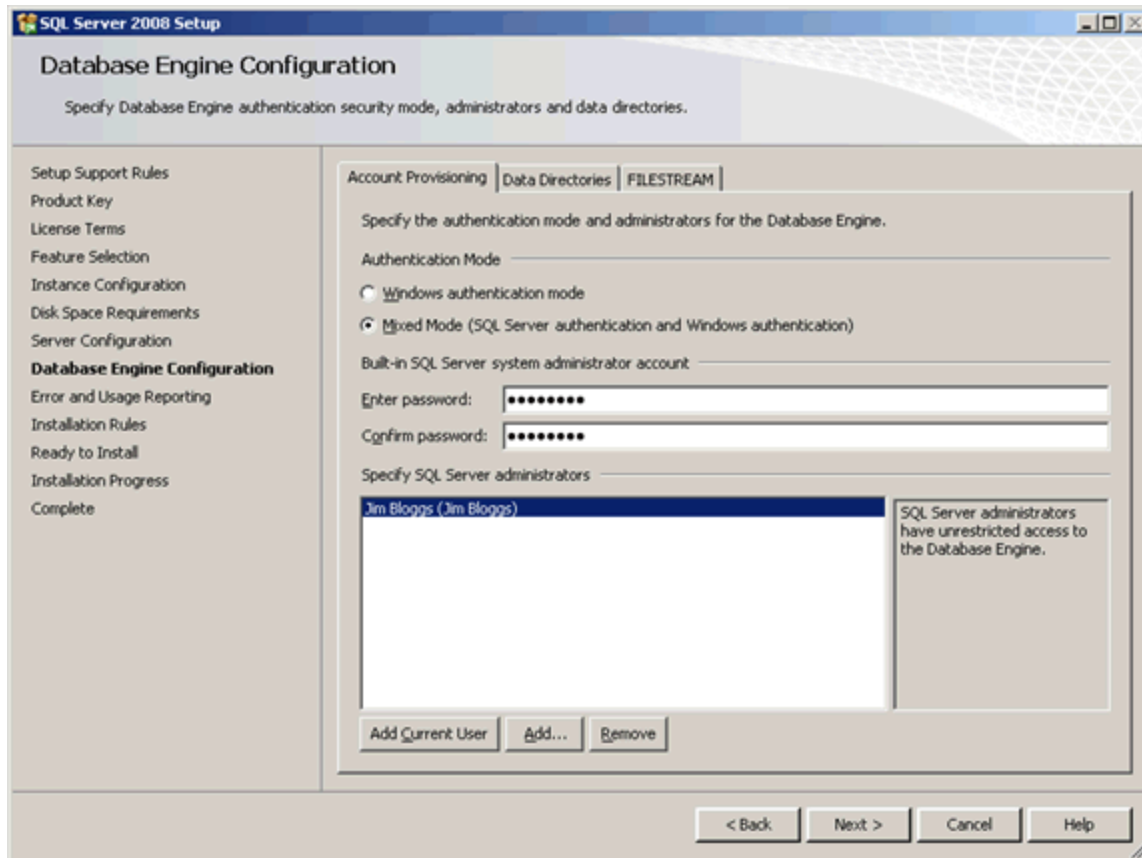 SQL Server 2008 Setup
Database Engine Configuration
Specify Database Engine authentication security mode, administrators and data directories.
Setup Support Rules
Product Key
License Terms
Feature Selection
Instance Configuration
Disk Space Requirements
Server Configuration
Database Engine Configuration
Error and Usage Reporting
Installation Rules
Ready to Install
Installation Progress
Complete
Account Provisioning
Data Directories
FILESTREAM
Specify the authentication mode and administrators for the Database Engine.
Authentication Mode
Windows authentication mode
Mixed Mode (SQL Server authentication and Windows authentication)
Built-in SQL Server system administrator account
Enter password: ●●●●●●●●
Confirm password: ●●●●●●●●
Specify SQL Server administrators
Jim Bloggs (Jim Bloggs)
SQL Server administrators
have unrestricted access to
the Database Engine.
Add Current User
Add...
Remove
< Back
Next >
Cancel
Help